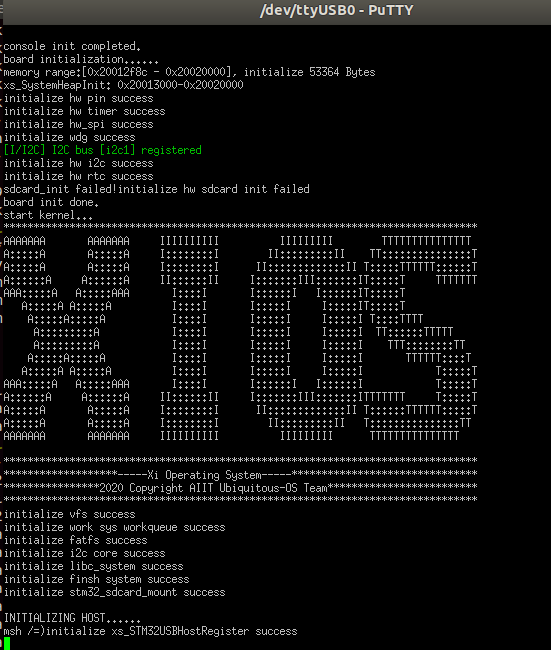 /dev/ttyUSB0 - PuTTY
console init completed.
board initialization......
memory range:[0x20012f8c - 0x20020000], initialize 53364 Bytes
xs_SystemHeapInit: 0x20013000-0x20020000
initialize hw pin success
initialize hw timer success
initialize hw_spi success
initialize wdg success
[I/I2C] I2C bus [i2c1] registered
initialize hw i2c success
initialize hw rtc success
sdcard_init failed!initialize hw sdcard init failed
board init done.
start kernel...
-----Xi Operating System-----
2020 Copyright AIIT Ubiquitous-OS Team
initialize vfs success
initialize work sys workqueue success
initialize fatfs success
initialize i2c core success
initialize libc_system success
initialize finsh system success
initialize stm32_sdcard_mount success
INITIALIZING HOST......
msh />initialize xs_STM32USBHostRegister success